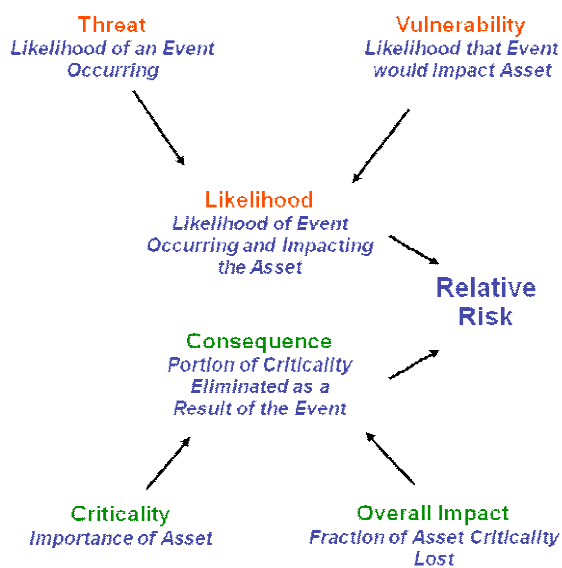 Threat
Likelihood of an Event
Occurring
Vulnerability
Likelihood that Event
would Impact Asset
Likelihood
Likelihood of Event
Occurring and Impacting
the Asset
Relative
Risk
Consequence
Portion of Criticality
Eliminated as a
Result of the Event
Criticality
Importance of Asset
Overall Impact
Fraction of Asset Criticality
Lost